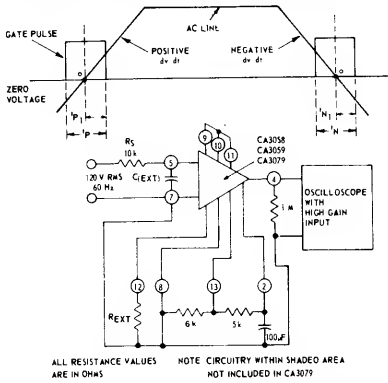 AC LINE
GATE PULSE
POSITIVE
dv dt
NEGATIVE
dv dt
ZERO
VOLTAGE
tP1
tP
tN1
tN
9
10
11
CA3058
CA3059
CA3079
RS
10k
5
C(EXT)
120 V RMS
60 Hz
7
4
1 M
OSCILLOSCOPE
WITH
HIGH GAIN
INPUT
12
8
13
2
REXT
6k
5k
100µF
ALL RESISTANCE VALUES
ARE IN OHMS
NOTE CIRCUITRY WITHIN SHADED AREA
NOT INCLUDED IN CA3079